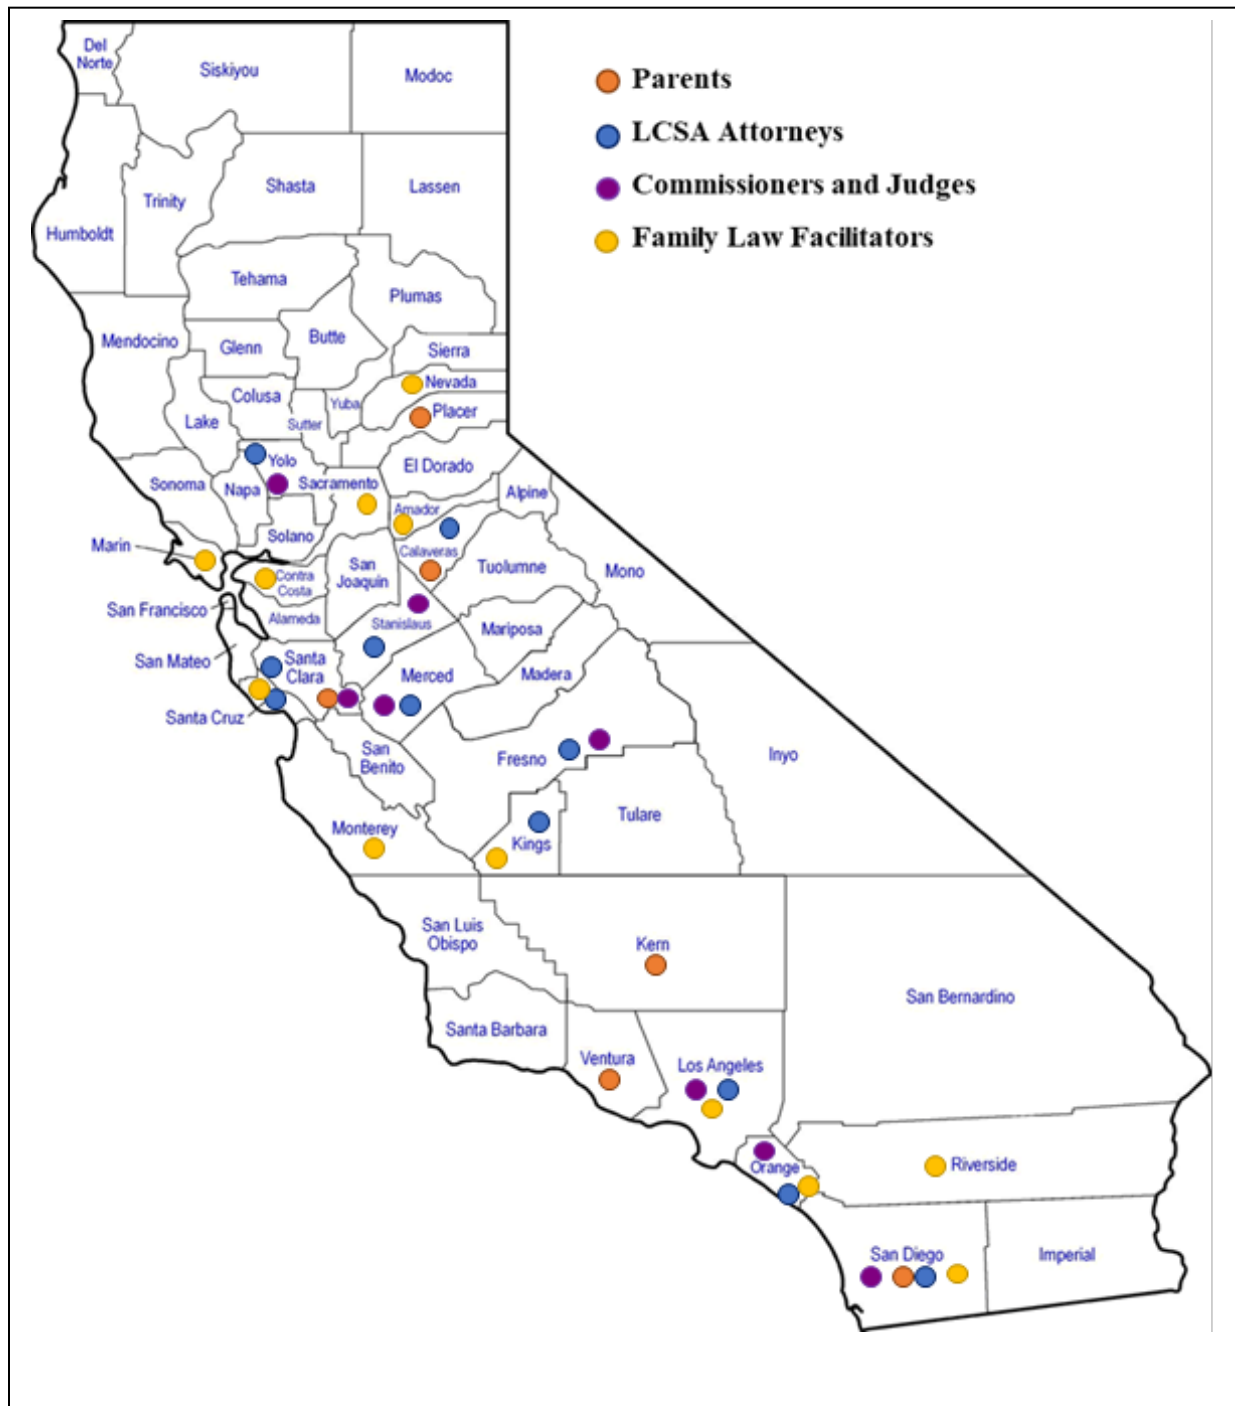 Del
Norte
Siskiyou
Modoc
Parents
LCSA Attorneys
Commissioners and Judges
Family Law Facilitators
Shasta
Lassen
Trinity
Humboldt
Tehama
Plumas
Mendocino
Glenn
Butte
Sierra
Nevada
Colusa
Yuba
Placer
Lake
Sutter
Yolo
El Dorado
Sonoma
Napa
Sacramento
Alpine
Amador
Solano
Marin
Calaveras
San
Joaquin
Tuolumne
Mono
Contra
Costa
San Francisco
Alameda
Stanislaus
Mariposa
San Mateo
Santa
Clara
Merced
Madera
Santa Cruz
San
Benito
Fresno
Inyo
Tulare
Monterey
Kings
San Luis
Obispo
Kern
San Bernardino
Santa Barbara
Ventura
Los Angeles
Orange
Riverside
San Diego
Imperial